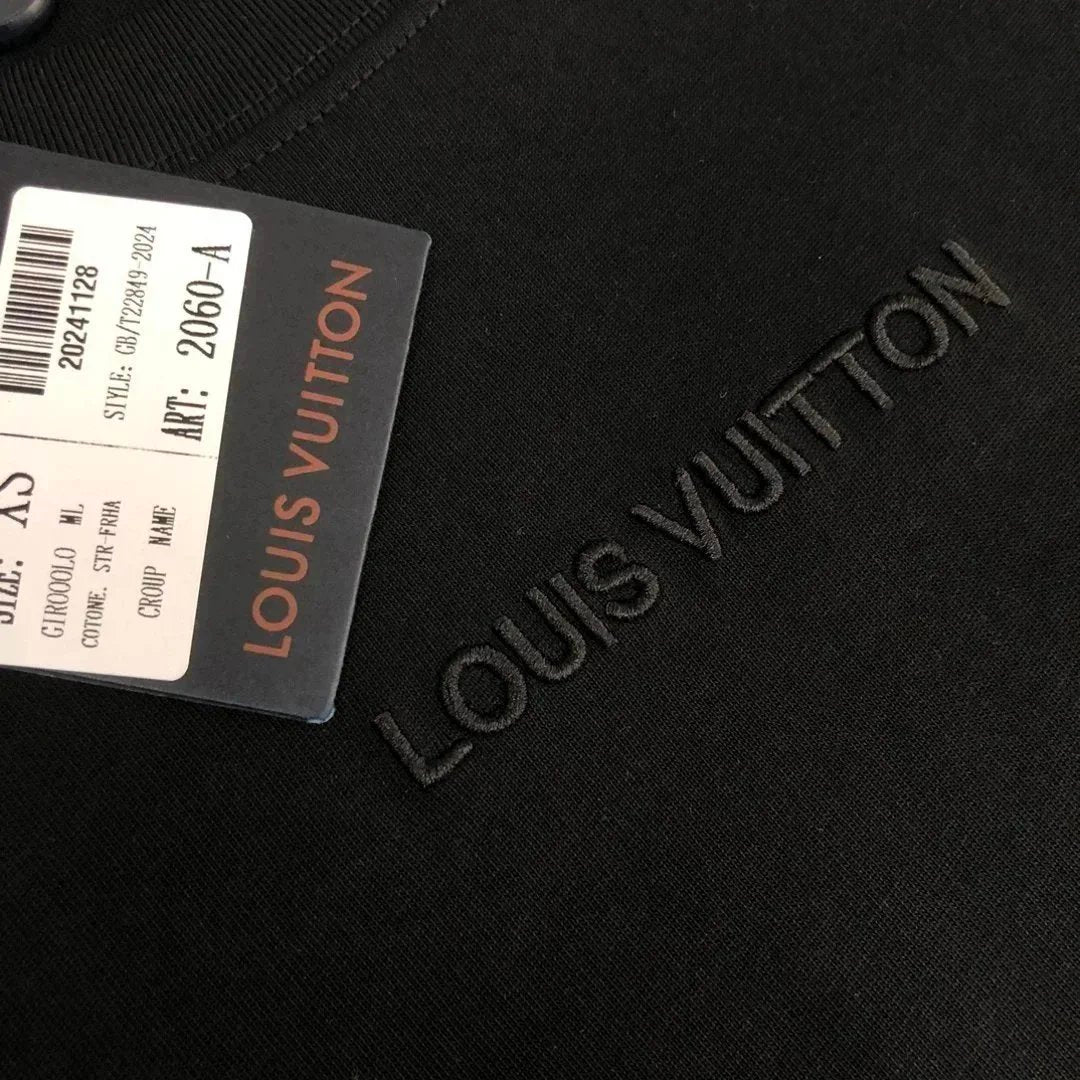 20241128
STYLE: GB/T22849-2024
ART: 2060-A
SIZE: XS
GIROOOLO ML
COTONE. STR-FRHA
CROUP NAME
LOUIS VUITTON
LOUIS VUITTON